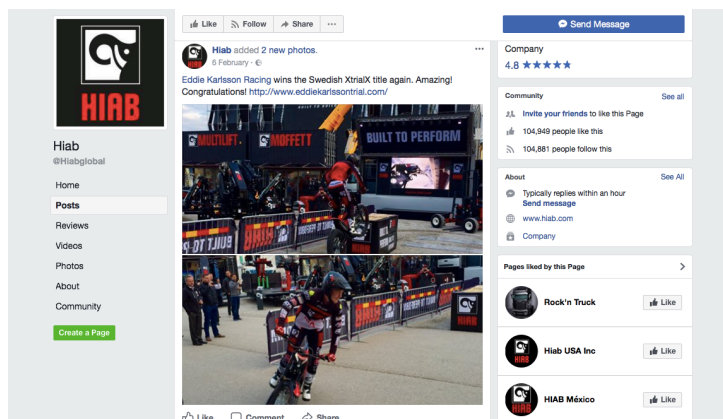 HIAB
Hiab
@Hiabglobal
Home
Posts
Reviews
Videos
Photos
About
Community
Create a Page
Like
Follow
Share
...
Hiab added 2 new photos.
6 February ·
Eddie Karlsson Racing wins the Swedish XtrialX title again. Amazing!
Congratulations! http://www.eddiekarlssontrial.com/
MULTILIFT
MOFFETT
BUILT TO PERFORM
BUILT TO
HIAB
HIAB
Like
Comment
Share
Send Message
Company
4.8 ★★★★★
Community
See all
Invite your friends to like this Page
104,949 people like this
104,881 people follow this
About
See All
Typically replies within an hour
Send message
www.hiab.com
Company
Pages liked by this Page
Rock'n Truck
Like
Hiab USA Inc
Like
HIAB México
Like